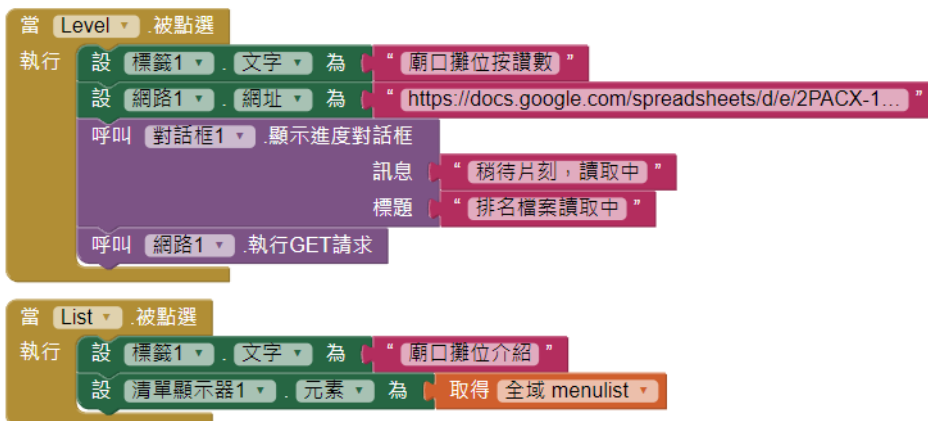 當 Level .被點選
執行 設 標籤1 . 文字 為 “ 廟口攤位按讚數 ”
設 網路1 . 網址 為 “ https://docs.google.com/spreadsheets/d/e/2PACX-1... ”
呼叫 對話框1 .顯示進度對話框
訊息 “ 稍待片刻，讀取中 ”
標題 “ 排名檔案讀取中 ”
呼叫 網路1 .執行GET請求
當 List .被點選
執行 設 標籤1 . 文字 為 “ 廟口攤位介紹 ”
設 清單顯示器1 . 元素 為 取得 全域 menulist